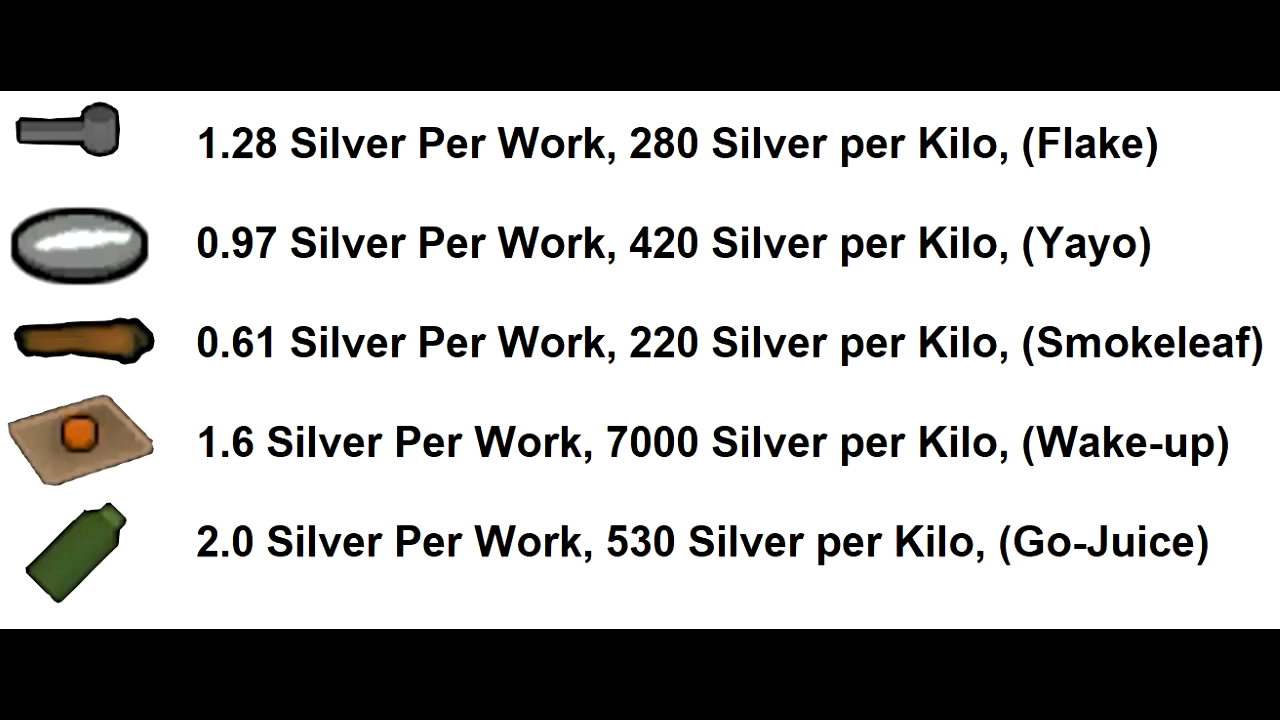 1.28 Silver Per Work, 280 Silver per Kilo, (Flake)
0.97 Silver Per Work, 420 Silver per Kilo, (Yayo)
0.61 Silver Per Work, 220 Silver per Kilo, (Smokeleaf)
1.6 Silver Per Work, 7000 Silver per Kilo, (Wake-up)
2.0 Silver Per Work, 530 Silver per Kilo, (Go-Juice)